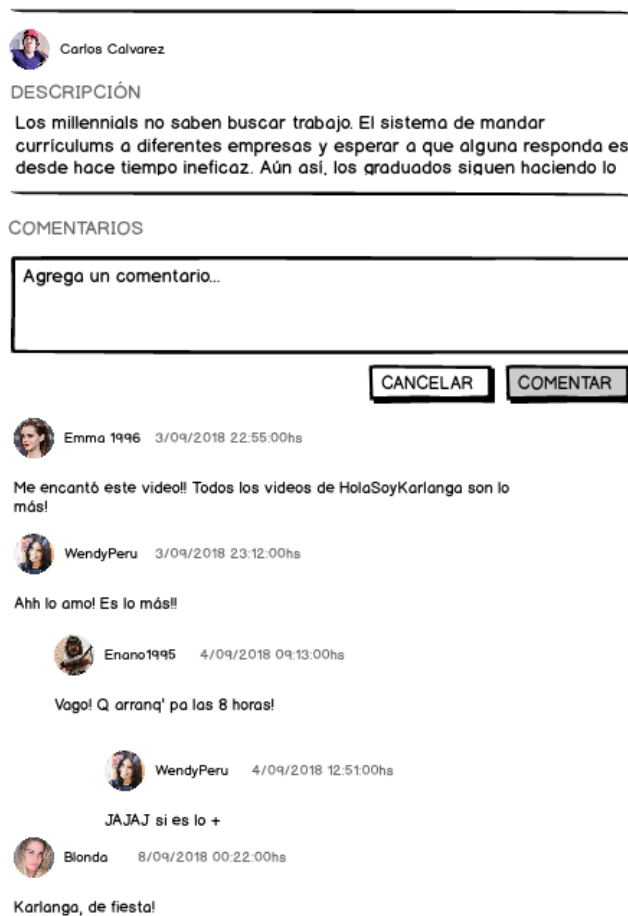 Carlos Calvarez
DESCRIPCIÓN
Los millennials no saben buscar trabajo. El sistema de mandar
currículums a diferentes empresas y esperar a que alguna responda es
desde hace tiempo ineficaz. Aún así, los graduados siguen haciendo lo
COMENTARIOS
Agrega un comentario...
CANCELAR COMENTAR
Emma 1996 3/09/2018 22:55:00hs
Me encantó este video!! Todos los videos de HolaSoyKarlanga son lo
más!
WendyPeru 3/09/2018 23:12:00hs
Ahh lo amo! Es lo más!!
Enano1995 4/09/2018 09:13:00hs
Vago! Q arranq' pa las 8 horas!
WendyPeru 4/09/2018 12:51:00hs
JAJAJ si es lo +
Blonda 8/09/2018 00:22:00hs
Karlanga, de fiesta!